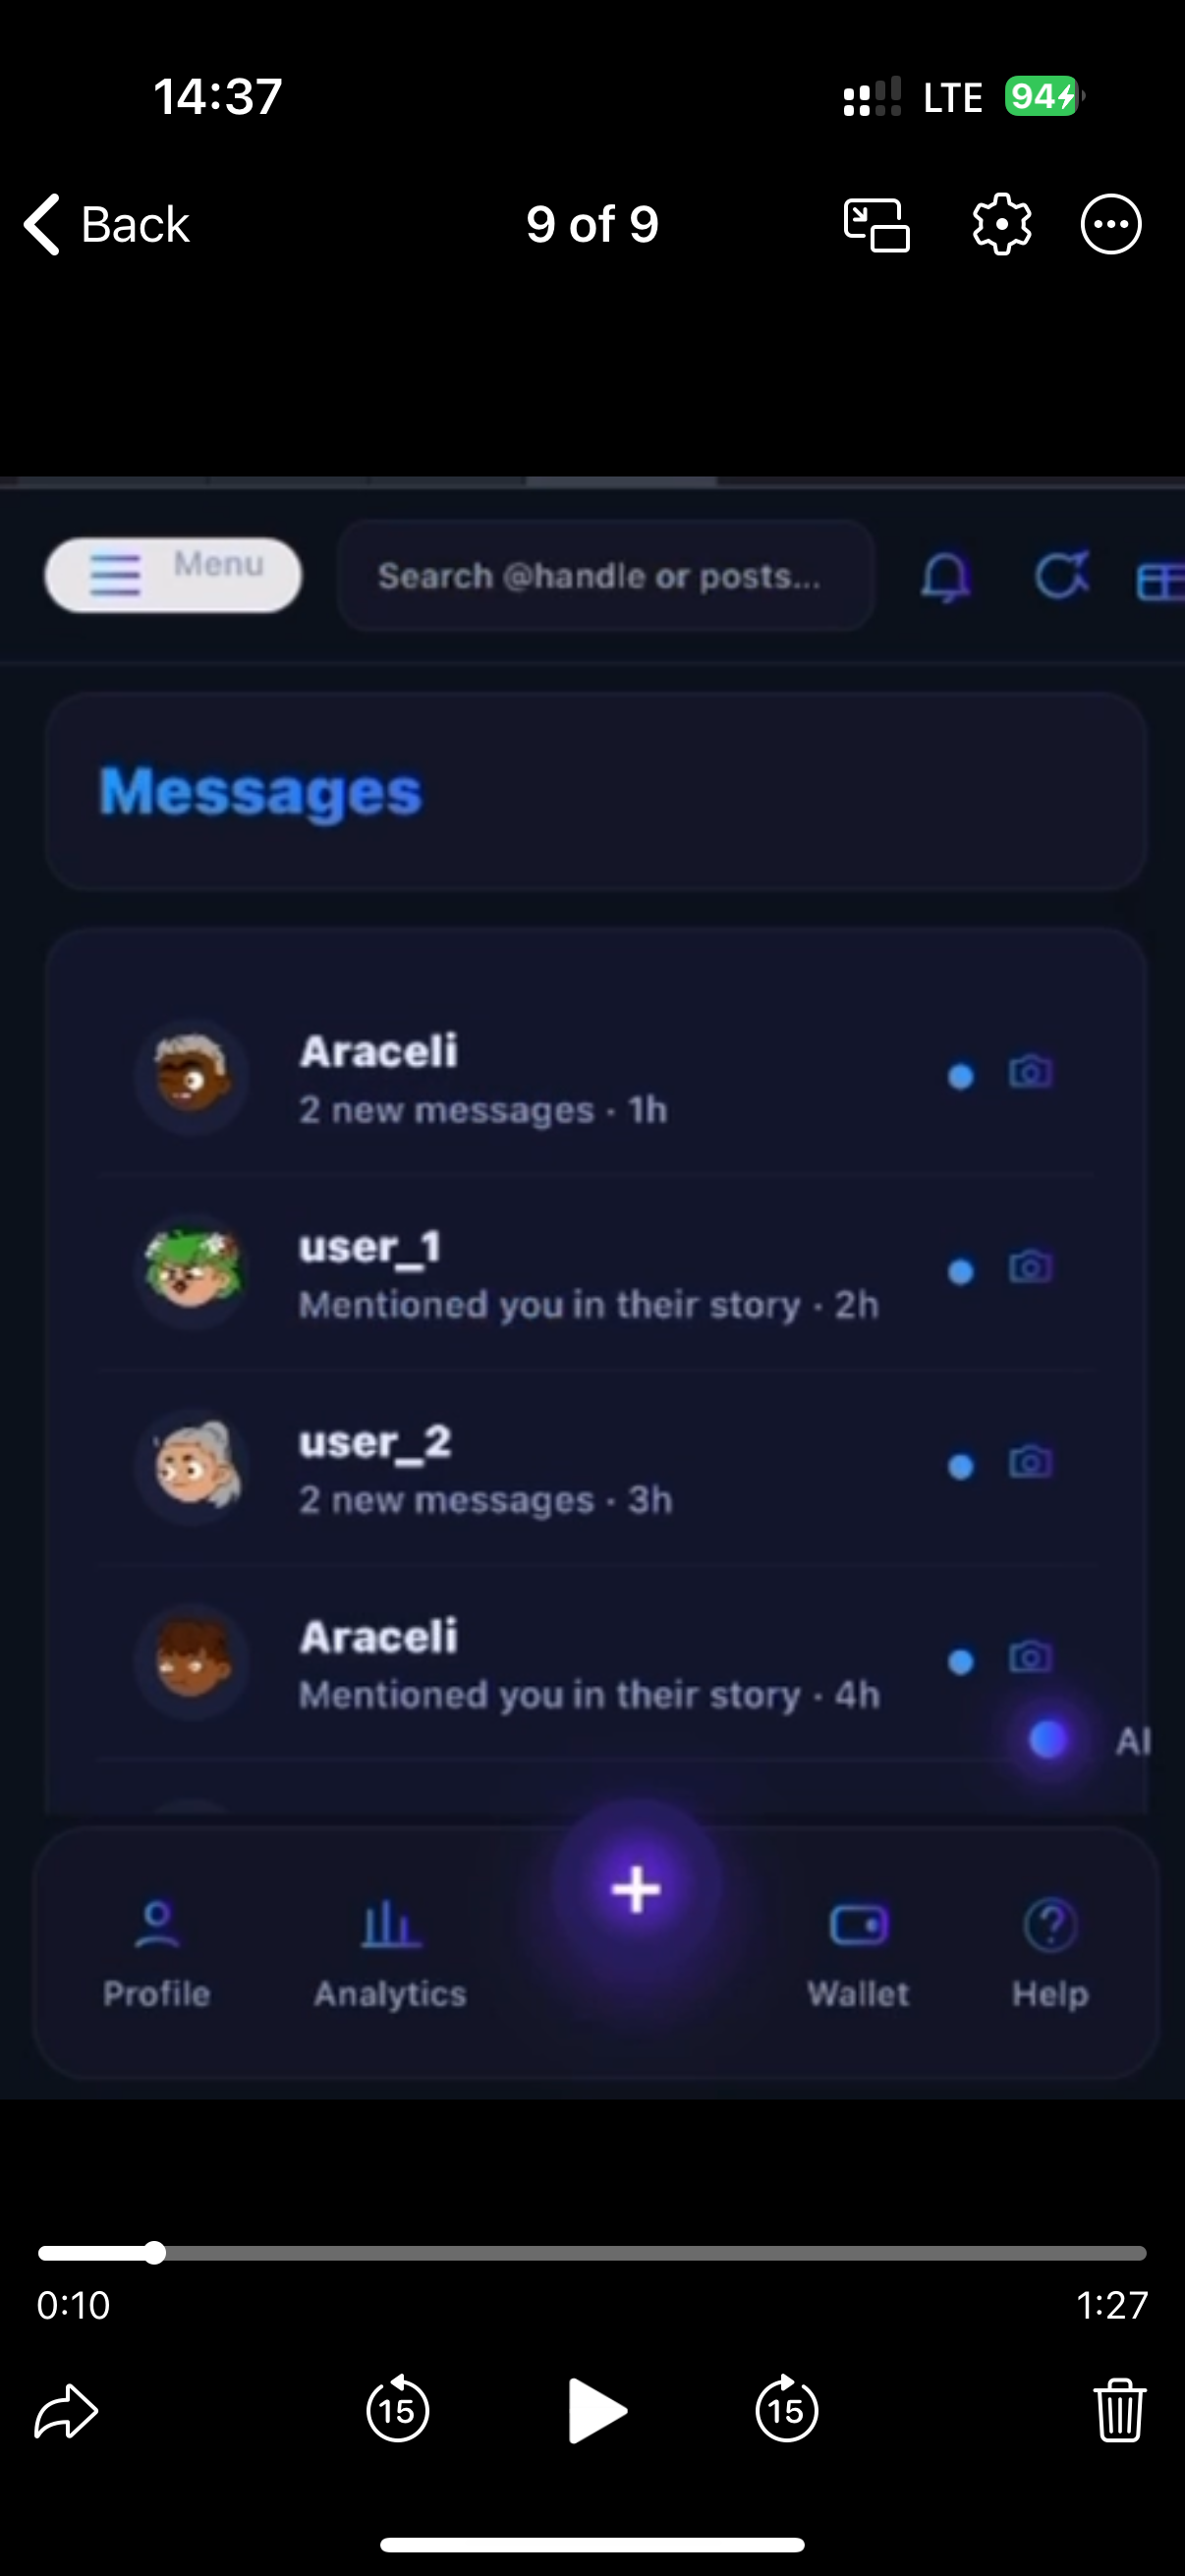 14:37
LTE
94
Back
9 of 9
Menu
Search @handle or posts...
Messages
Araceli
2 new messages · 1h
user_1
Mentioned you in their story · 2h
user_2
2 new messages · 3h
Araceli
Mentioned you in their story · 4h
AI
Profile
Analytics
Wallet
Help
0:10
1:27
15
15